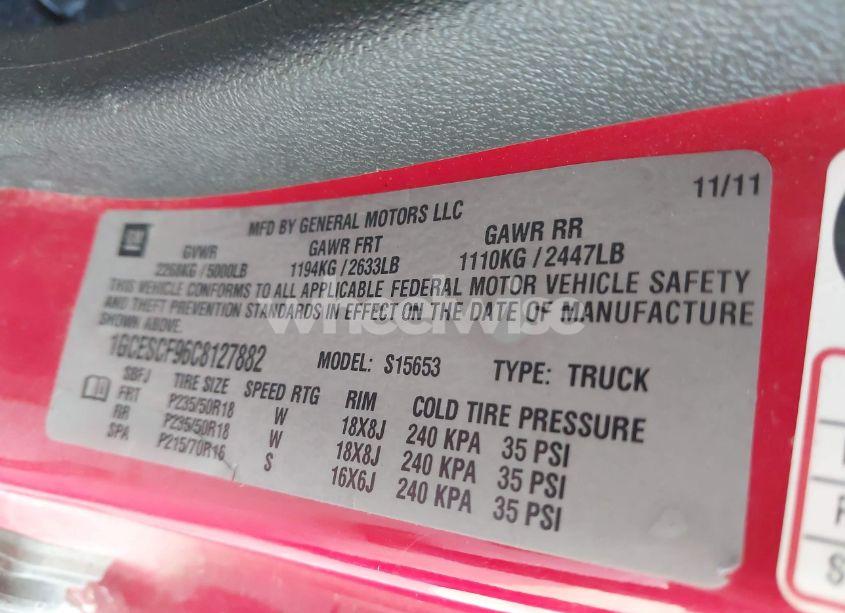 11/11
GM
MFD BY GENERAL MOTORS LLC
GVWR GAWR FRT GAWR RR
2268KG / 5000LB 1194KG / 2633LB 1110KG / 2447LB
THIS VEHICLE CONFORMS TO ALL APPLICABLE FEDERAL MOTOR VEHICLE SAFETY
AND THEFT PREVENTION STANDARDS IN EFFECT ON THE DATE OF MANUFACTURE
SHOWN ABOVE.
1GCESCF96C8127882 MODEL: S15653 TYPE: TRUCK
SBFJ TIRE SIZE SPEED RTG RIM COLD TIRE PRESSURE
FRT P235/50R18 W 18X8J 240 KPA 35 PSI
RR P235/50R18 W 18X8J 240 KPA 35 PSI
SPA P215/70R16 S 16X6J 240 KPA 35 PSI
wheelwise